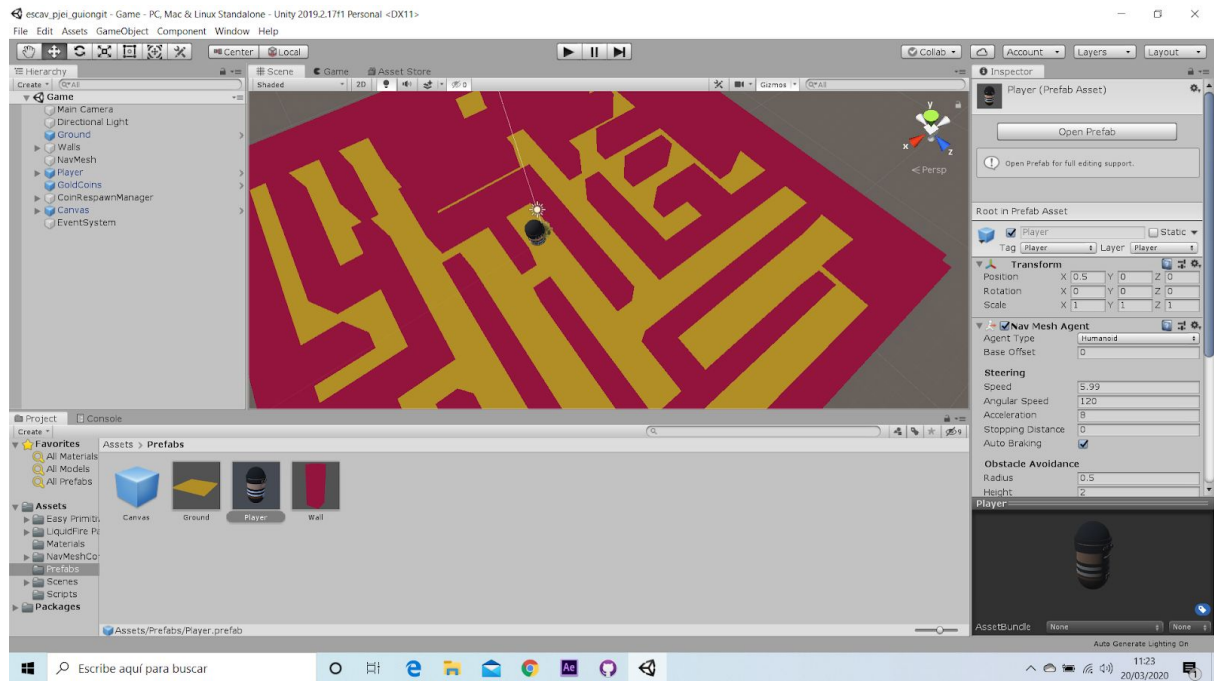 escav_pjei_guiongit - Game - PC, Mac & Linux Standalone - Unity 2019.2.17f1 Personal <DX11>
File Edit Assets GameObject Component Window Help
Center Local Collab Account Layers Layout
Hierarchy
Create All
Game
Main Camera
Directional Light
Ground
Walls
NavMesh
Player
GoldCoins
CoinRespawnManager
Canvas
EventSystem
Scene Game Asset Store
Shaded 2D 0 Gizmos All
y
x
z
Persp
Inspector
Player (Prefab Asset)
Open Prefab
Open Prefab for full editing support.
Root in Prefab Asset
Player Static
Tag Player Layer Player
Transform
Position X 0.5 Y 0 Z 0
Rotation X 0 Y 0 Z 0
Scale X 1 Y 1 Z 1
Nav Mesh Agent
Agent Type Humanoid
Base Offset 0
Steering
Speed 5.99
Angular Speed 120
Acceleration 8
Stopping Distance 0
Auto Braking
Obstacle Avoidance
Radius 0.5
Height 2
Player
AssetBundle None None
Auto Generate Lighting On
Project Console
Create 9
Favorites
All Materials
All Models
All Prefabs
Assets
Easy Primiti
LiquidFire Pa
Materials
NavMeshCo
Prefabs
Scenes
Scripts
Packages
Assets > Prefabs
Canvas Ground Player Wall
Assets/Prefabs/Player.prefab
Escribe aquí para buscar
Ae
11:23
20/03/2020
1